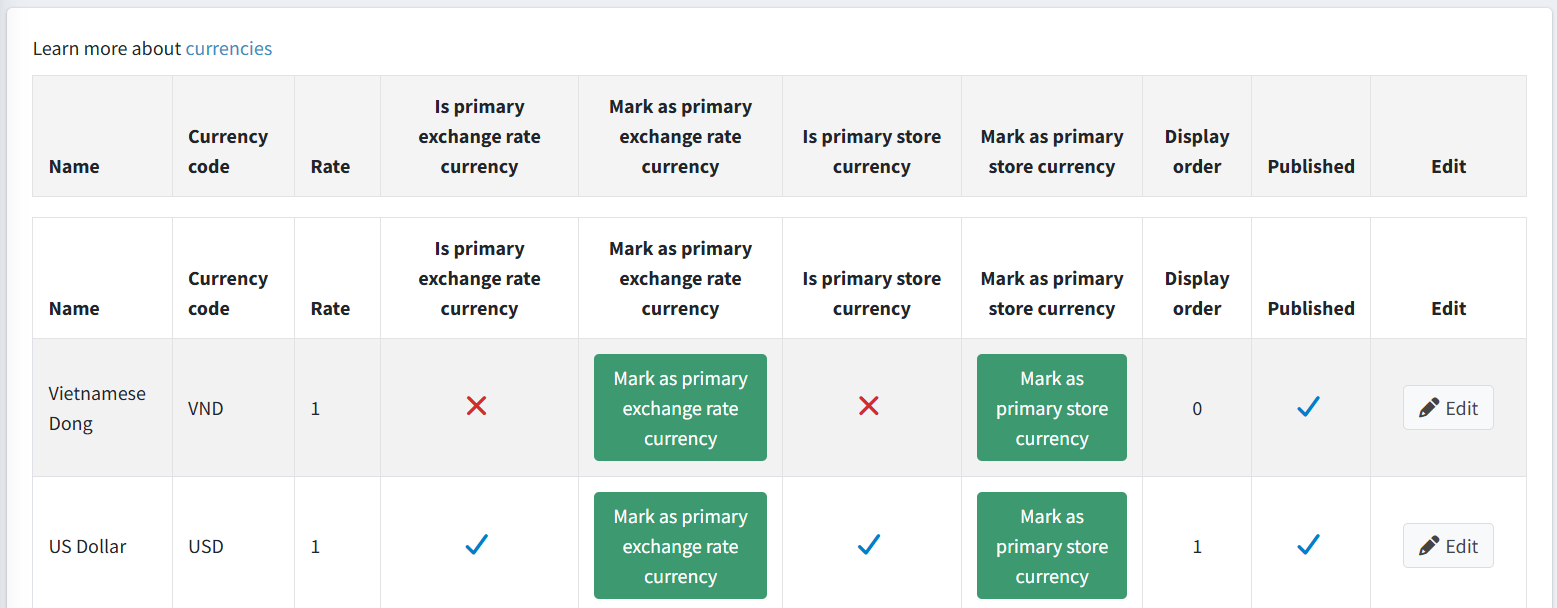 Learn more about currencies
Name
Currency
code
Rate
Is primary
exchange rate
currency
Mark as primary
exchange rate
currency
Is primary store
currency
Mark as primary
store currency
Display
order
Published
Edit
Name
Currency
code
Rate
Is primary
exchange rate
currency
Mark as primary
exchange rate
currency
Is primary store
currency
Mark as primary
store currency
Display
order
Published
Edit
Vietnamese
Dong
VND
1
Mark as primary
exchange rate
currency
Mark as
primary store
currency
0
Edit
US Dollar
USD
1
Mark as primary
exchange rate
currency
Mark as
primary store
currency
1
Edit